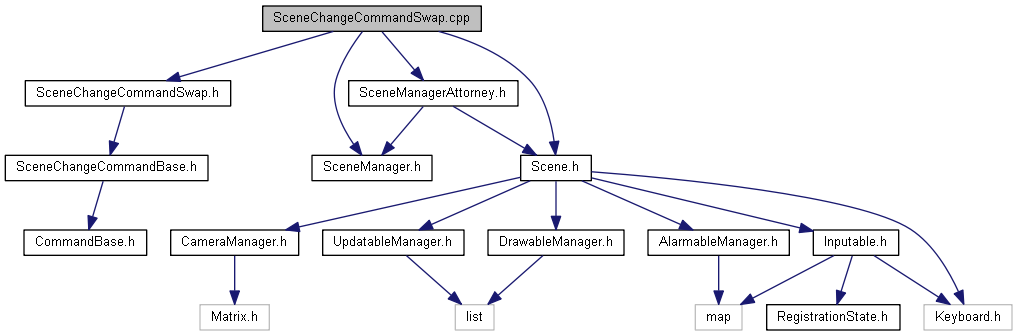 SceneChangeCommandSwap.cpp
SceneChangeCommandSwap.h
SceneManagerAttorney.h
SceneChangeCommandBase.h
SceneManager.h
Scene.h
CommandBase.h
CameraManager.h
UpdatableManager.h
DrawableManager.h
AlarmableManager.h
Inputable.h
Matrix.h
list
map
RegistrationState.h
Keyboard.h